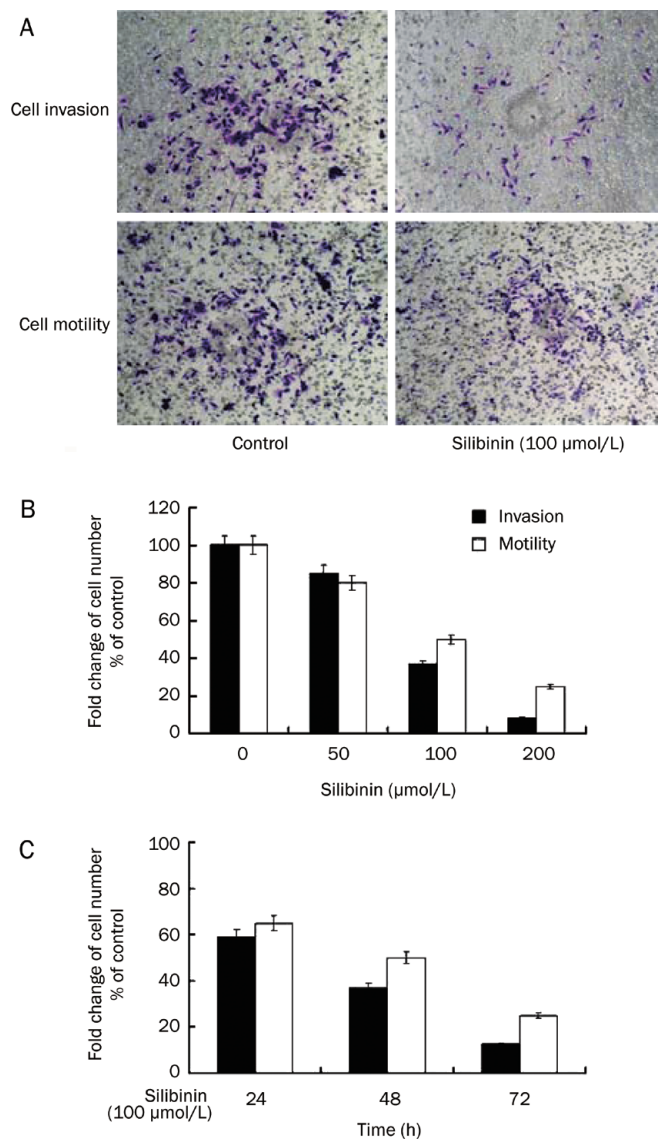 A
Cell invasion
Cell motility
Control
Silibinin (100 µmol/L)
B
Fold change of cell number
% of control
120
100
80
60
40
20
0
Invasion
Motility
0
50
100
200
Silibinin (µmol/L)
C
Fold change of cell number
% of control
100
80
60
40
20
0
Silibinin
(100 µmol/L)
24
48
72
Time (h)